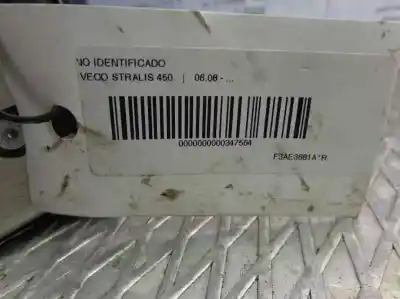 NO IDENTIFICADO
VECO STRALIS 450 | 06.08 - ...
0000000000347564
F3AE3681A*R